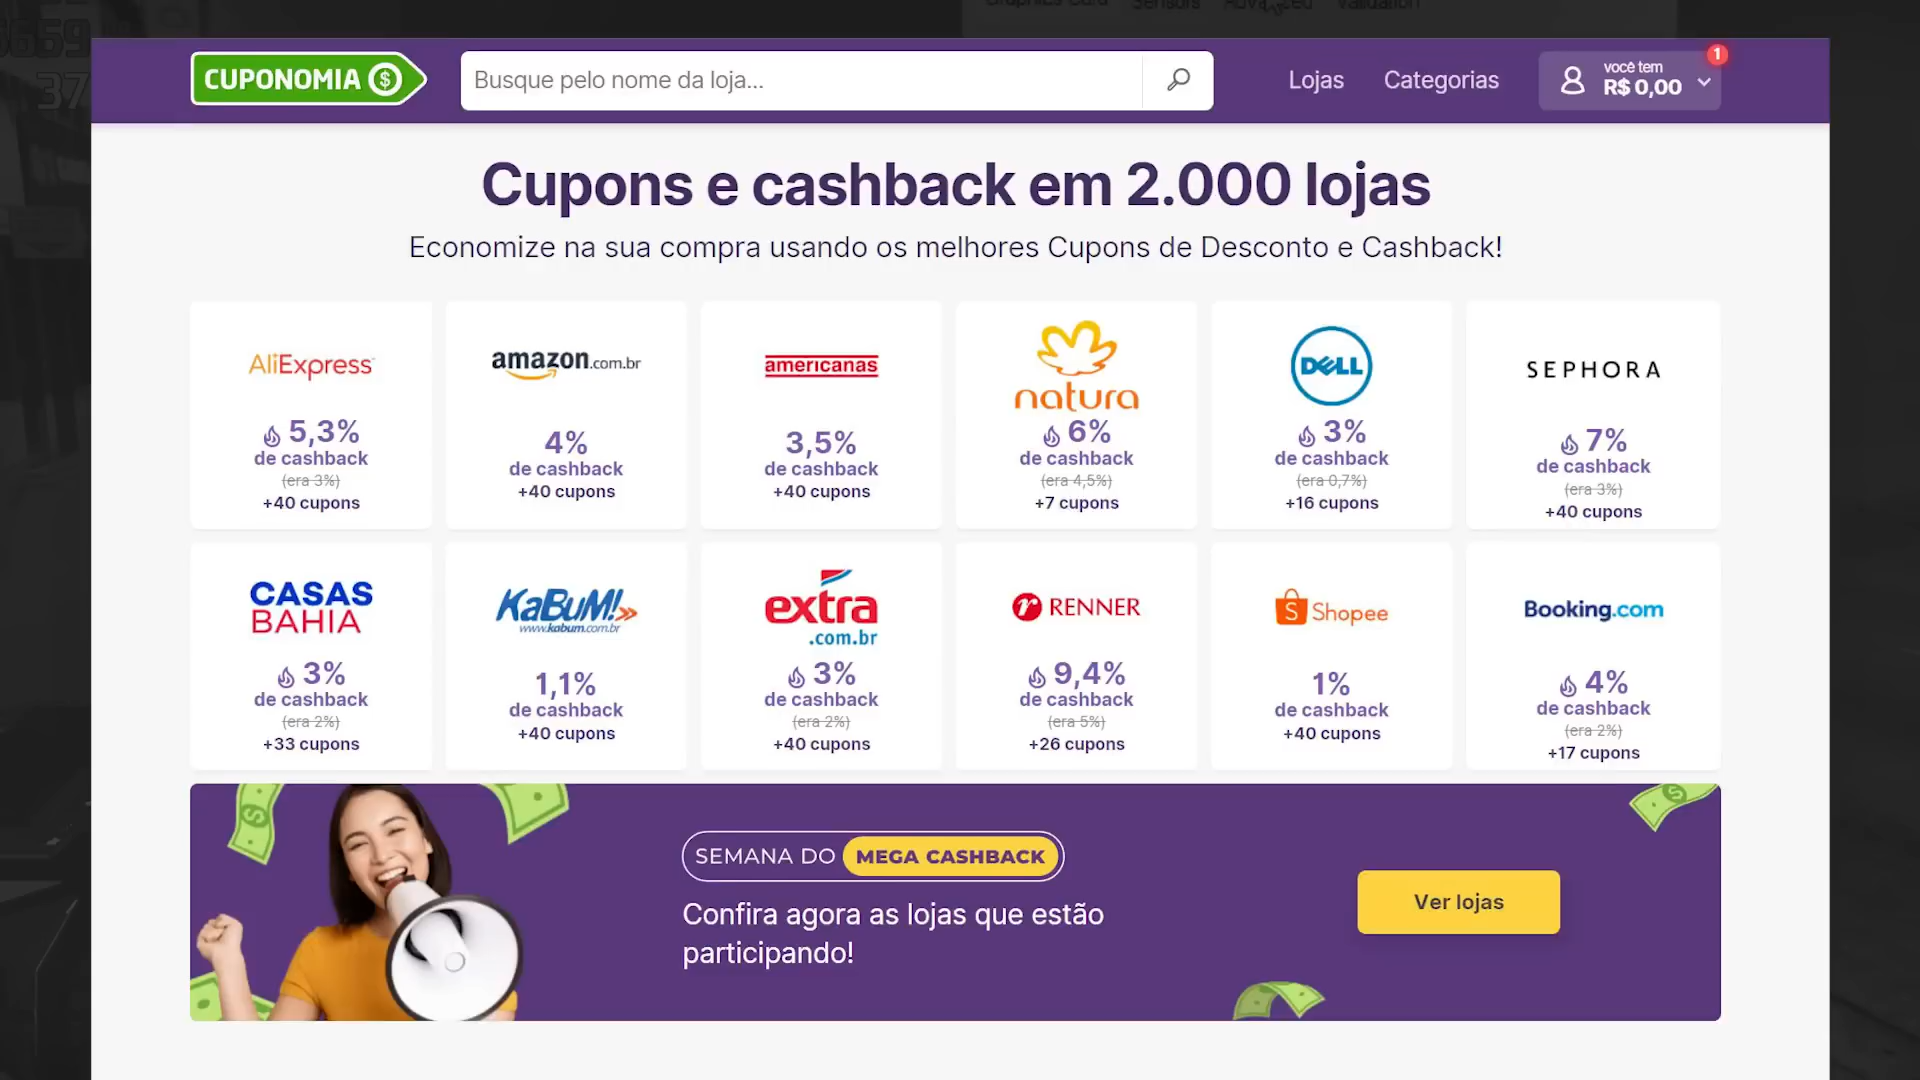 Sensors Advanced Validation
3659
37
CUPONOMIA $
Busque pelo nome da loja...
Lojas
Categorias
você tem
R$ 0,00
1
Cupons e cashback em 2.000 lojas
Economize na sua compra usando os melhores Cupons de Desconto e Cashback!
AliExpress
5,3%
de cashback
(era 3%)
+40 cupons
amazon.com.br
4%
de cashback
+40 cupons
americanas
3,5%
de cashback
+40 cupons
natura
6%
de cashback
(era 4,5%)
+7 cupons
DELL
3%
de cashback
(era 0,7%)
+16 cupons
SEPHORA
7%
de cashback
(era 3%)
+40 cupons
CASAS
BAHIA
3%
de cashback
(era 2%)
+33 cupons
KaBuM!
www.kabum.com.br
1,1%
de cashback
+40 cupons
extra
.com.br
3%
de cashback
(era 2%)
+40 cupons
r RENNER
9,4%
de cashback
(era 5%)
+26 cupons
S Shopee
1%
de cashback
+40 cupons
Booking.com
4%
de cashback
(era 2%)
+17 cupons
SEMANA DO MEGA CASHBACK
Confira agora as lojas que estão
participando!
Ver lojas